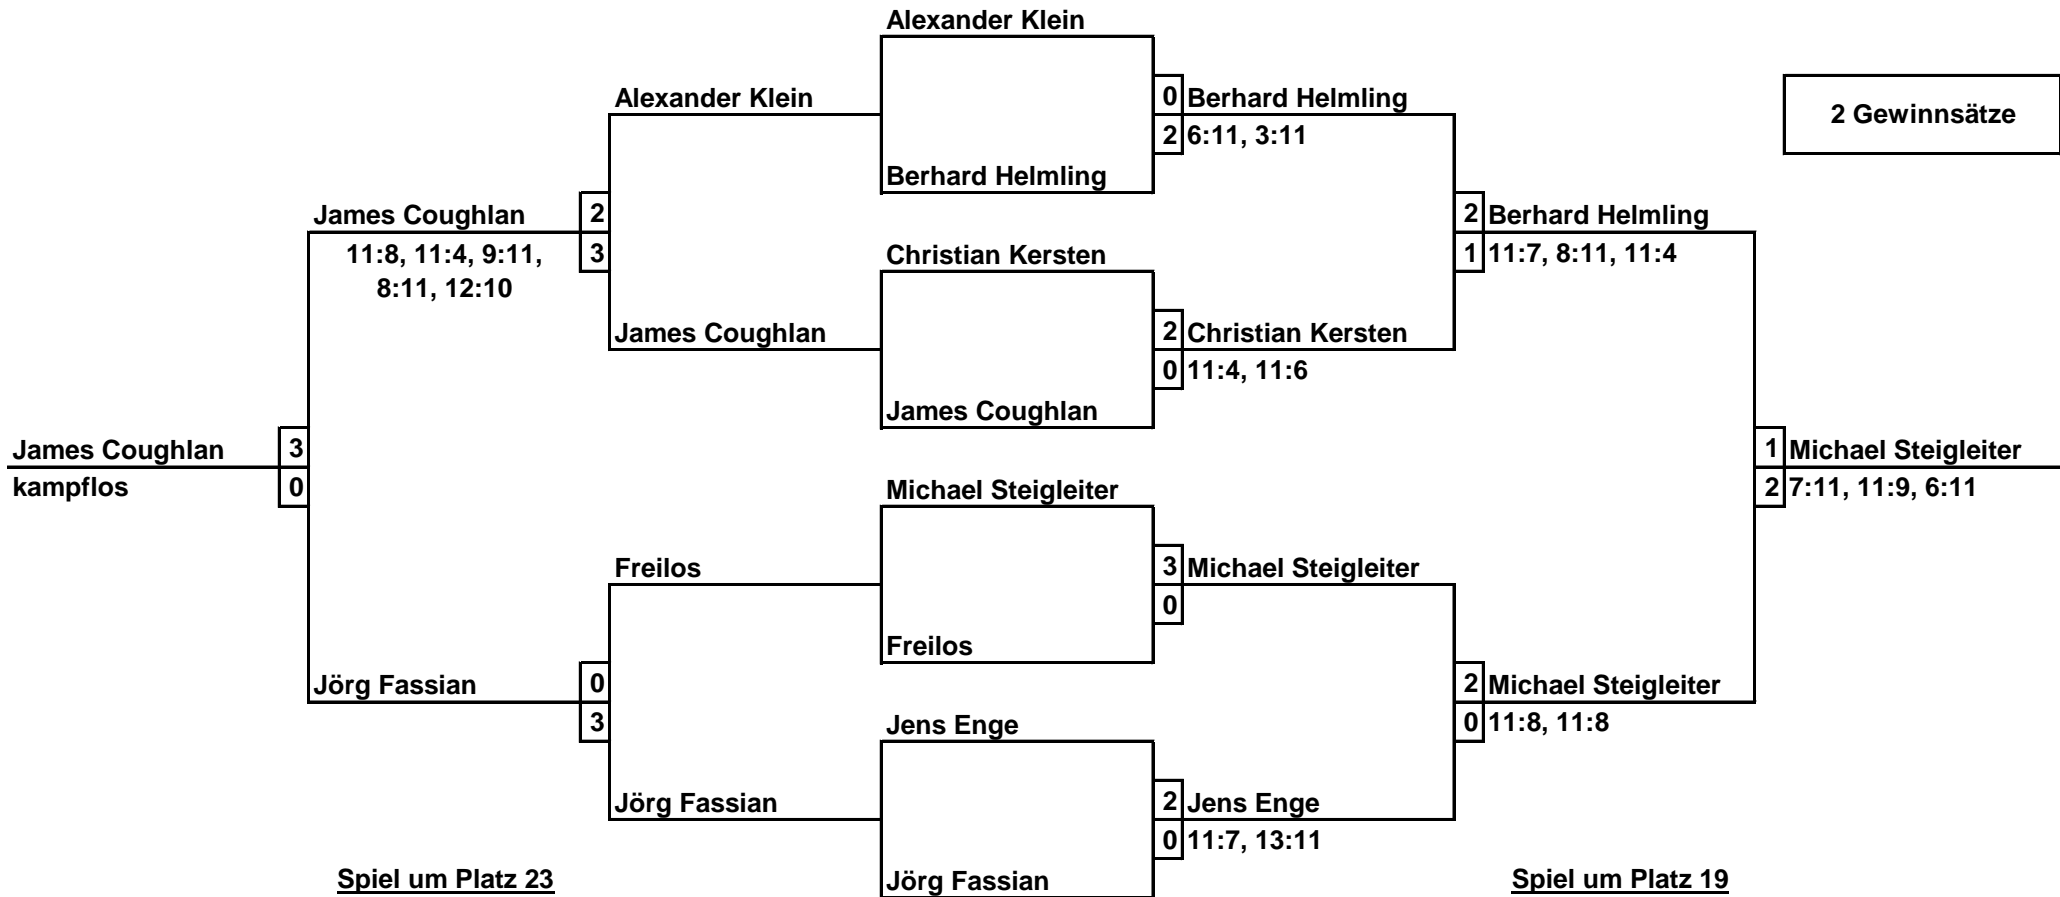 Alexander Klein
Alexander Klein
0 Berhard Helmling
2 6:11, 3:11
2 Gewinnsätze
Berhard Helmling
James Coughlan 2
2 Berhard Helmling
11:8, 11:4, 9:11, 3
8:11, 12:10
Christian Kersten
1 11:7, 8:11, 11:4
James Coughlan
2 Christian Kersten
0 11:4, 11:6
James Coughlan
James Coughlan 3
kampflos 0
1 Michael Steigleiter
2 7:11, 11:9, 6:11
Michael Steigleiter
Freilos
3 Michael Steigleiter
0
Freilos
Jörg Fassian 0
3
2 Michael Steigleiter
0 11:8, 11:8
Jens Enge
Jörg Fassian
2 Jens Enge
0 11:7, 13:11
Spiel um Platz 23
Jörg Fassian
Spiel um Platz 19